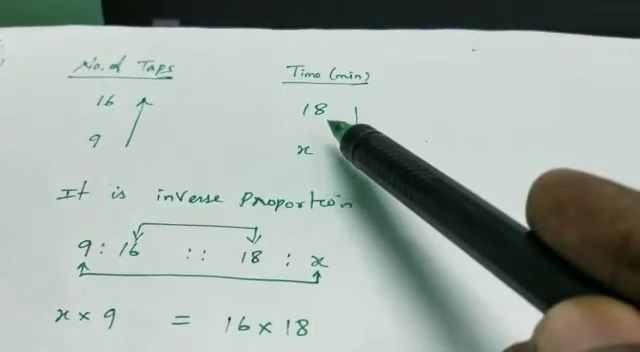 No. of Taps Time (min)
16 18
9 x
It is inverse Proportion
9 : 16 :: 18 : x
x × 9 = 16 × 18